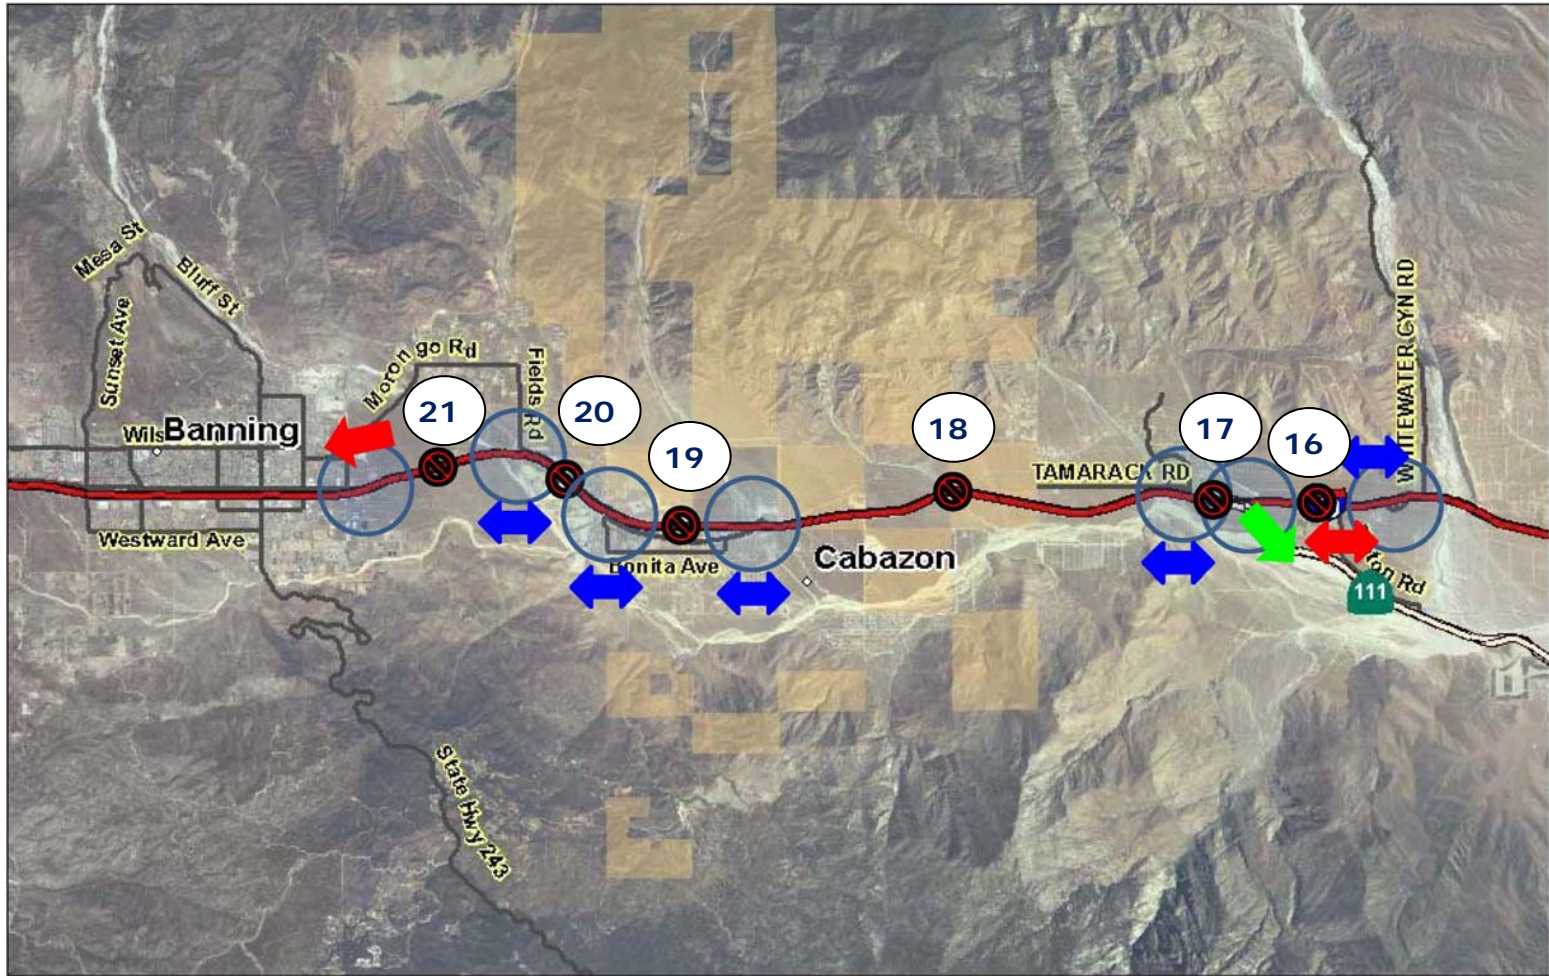 Mesa St
Bluff St
Sunset Ave
Morongo Rd
Fields Rd
WHITEWATER CYN RD
21
20
19
18
17
16
Wils
Banning
TAMARACK RD
Westward Ave
Bonita Ave
Cabazon
Rd
111
State Hwy 243